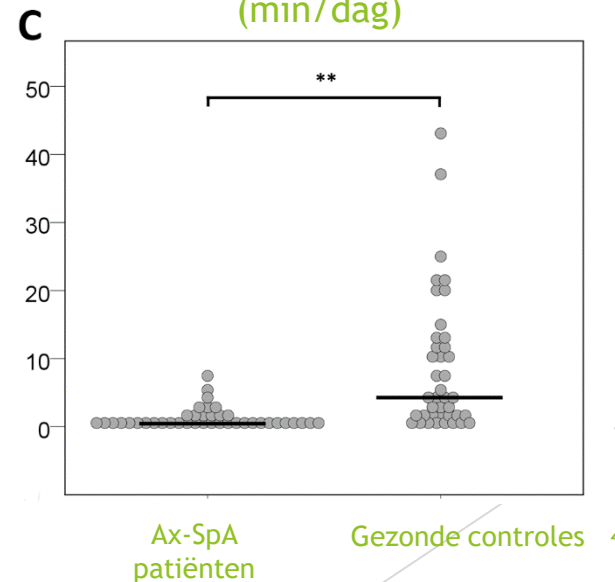 (min/dag)
C
**
50
40
30
20
10
0
Ax-SpA
patiënten
Gezonde controles